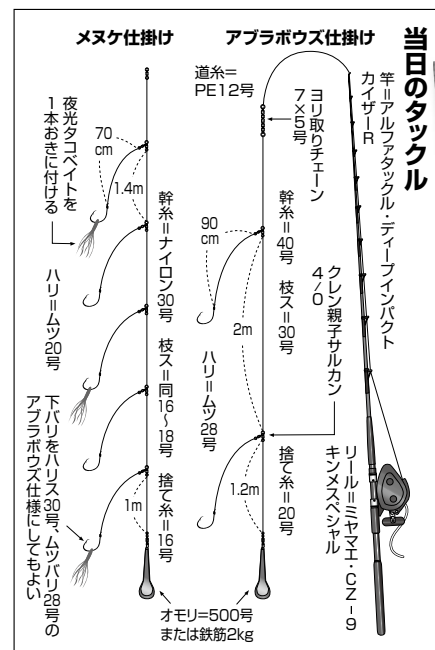 当日のタックル
竿=アルファタックル・ディープインパクト
カイザーR
リール=ミヤマエ・CZ-9
キンメスペシャル
アブラボウズ仕掛け
道糸=
PE12号
ヨリ取りチェーン
7×5号
クレン親子サルカン
4/0
幹糸=40号 枝ス=30号
90
cm
2m
ハリ=ムツ28号
捨て糸=20号
1.2m
メヌケ仕掛け
70
cm
1.4m
夜光タコベイトを
1本おきに付ける
幹糸=ナイロン30号 枝ス=同16〜18号
ハリ=ムツ20号
捨て糸=16号
1m
下バリをハリス30号、ムツバリ28号の
アブラボウズ仕様にしてもよい
オモリ=500号
または鉄筋2kg